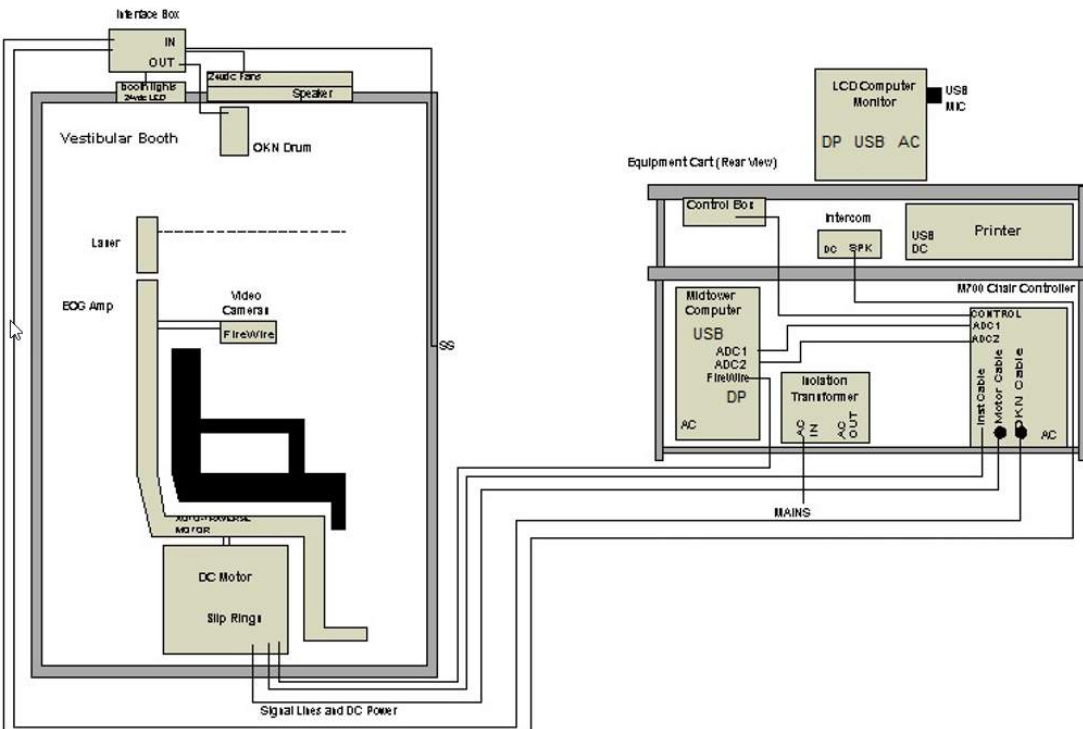 Interface Box
IN
OUT
booth lights
24vdc LED
24vdc Fans
Speaker
Vestibular Booth
OKN Drum
Laser
EOG Amp
Video
Cameras
FireWire
SS
AUTO-TRAVERSE
MOTOR
DC Motor
Slip Rings
Signal Lines and DC Power
LCD Computer
Monitor
DP USB AC
USB
MIC
Equipment Cart (Rear View)
Control Box
Intercom
DC SPK
USB
DC
Printer
M700 Chair Controller
Midtower
Computer
USB
ADC1
ADC2
FireWire
DP
AC
Isolation
Transformer
AC
IN
AC
OUT
MAINS
CONTROL
ADC1
ADC2
Inst Cable
Motor Cable
OKN Cable
AC